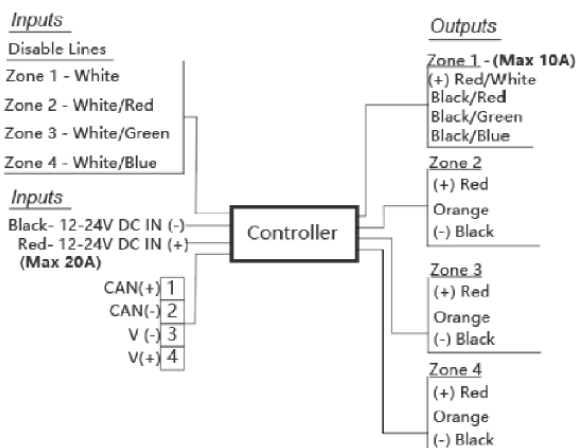 Inputs
Disable Lines
Zone 1 - White
Zone 2 - White/Red
Zone 3 - White/Green
Zone 4 - White/Blue
Inputs
Black- 12-24V DC IN (-)
Red- 12-24V DC IN (+)
(Max 20A)
CAN(+) 1
CAN(-) 2
V (-) 3
V(+) 4
Controller
Outputs
Zone 1 - (Max 10A)
(+) Red/White
Black/Red
Black/Green
Black/Blue
Zone 2
(+) Red
Orange
(-) Black
Zone 3
(+) Red
Orange
(-) Black
Zone 4
(+) Red
Orange
(-) Black